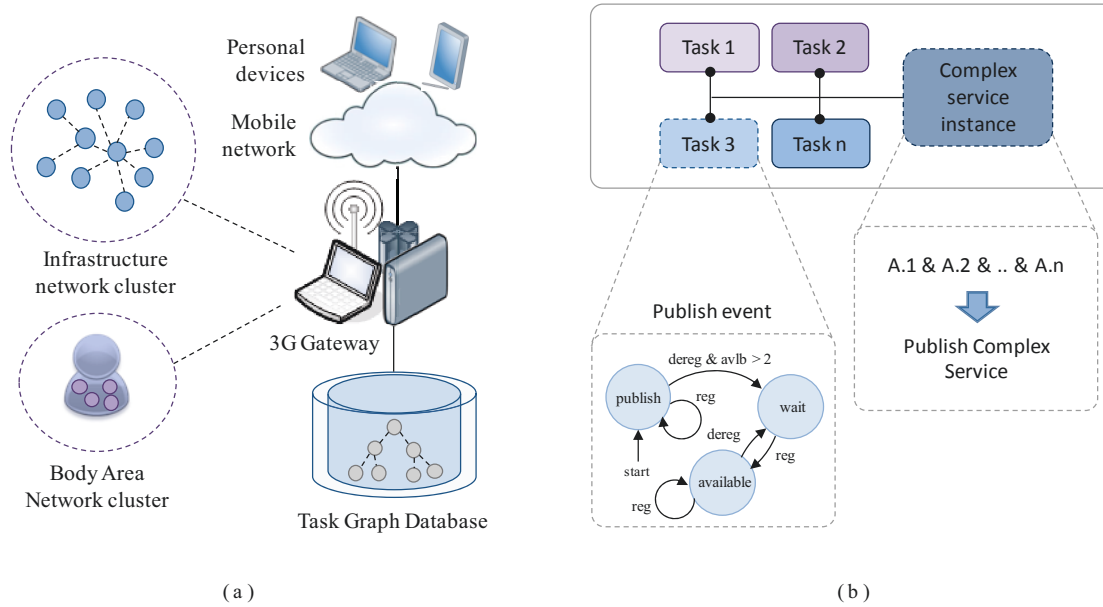 Personal
devices
Mobile
network
Infrastructure
network cluster
3G Gateway
Body Area
Network cluster
Task Graph Database
( a )
Task 1
Task 2
Task 3
Task n
Complex
service
instance
A.1 & A.2 & .. & A.n
Publish Complex
Service
Publish event
dereg & avlb > 2
publish
reg
wait
dereg
reg
start
available
reg
( b )